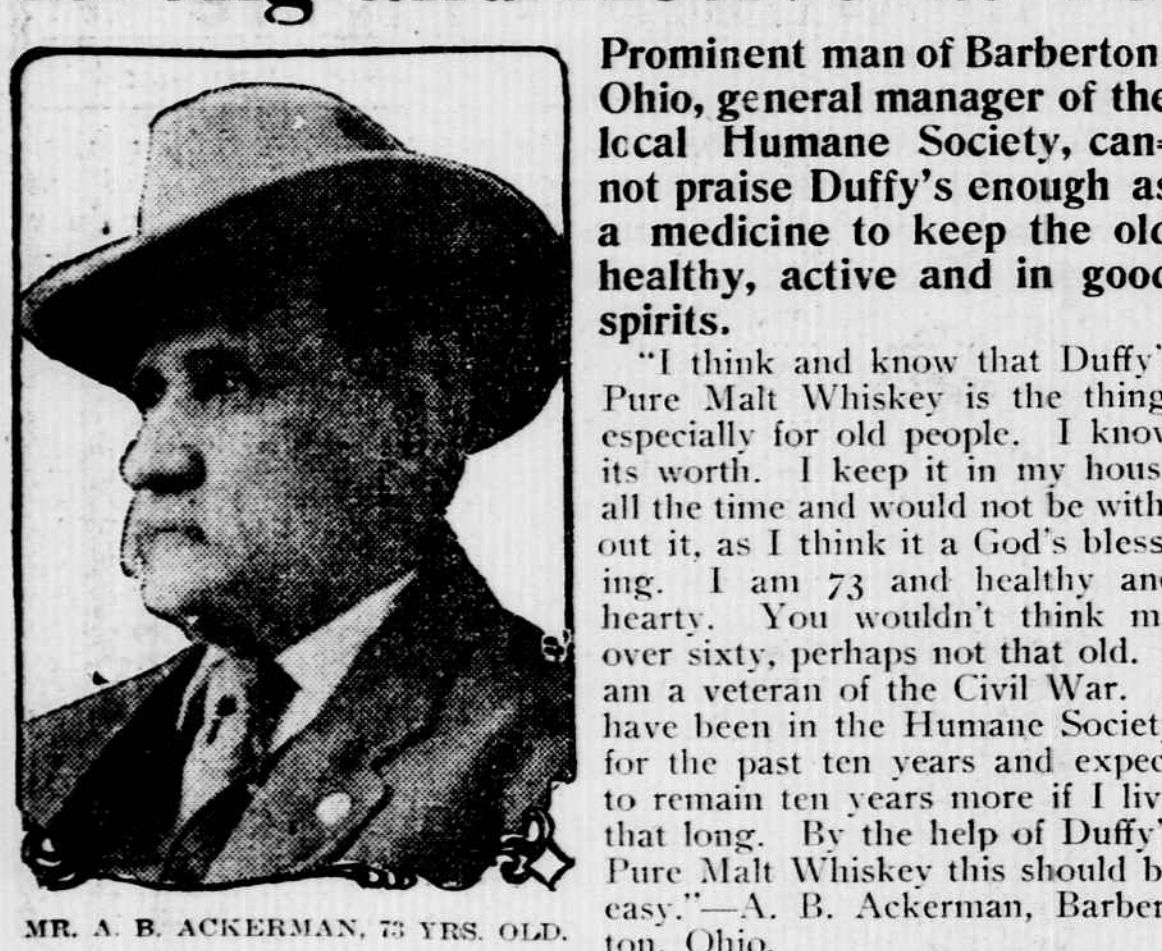 Prominent man of Barberton
Ohio, general manager of the
local Humane Society, can=
not praise Duffy's enough as
a medicine to keep the old
healthy, active and in good
spirits.
"I think and know that Duffy'
Pure Malt Whiskey is the thing
especially for old people. I know
its worth. I keep it in my hous
all the time and would not be with
out it, as I think it a God's bless
ing. I am 73 and healthy and
hearty. You wouldn't think m
over sixty, perhaps not that old.
am a veteran of the Civil War.
have been in the Humane Society
for the past ten years and expec
to remain ten years more if I liv
that long. By the help of Duffy'
Pure Malt Whiskey this should b
easy."—A. B. Ackerman, Barber
ton, Ohio.
MR. A. B. ACKERMAN, 73 YRS. OLD.